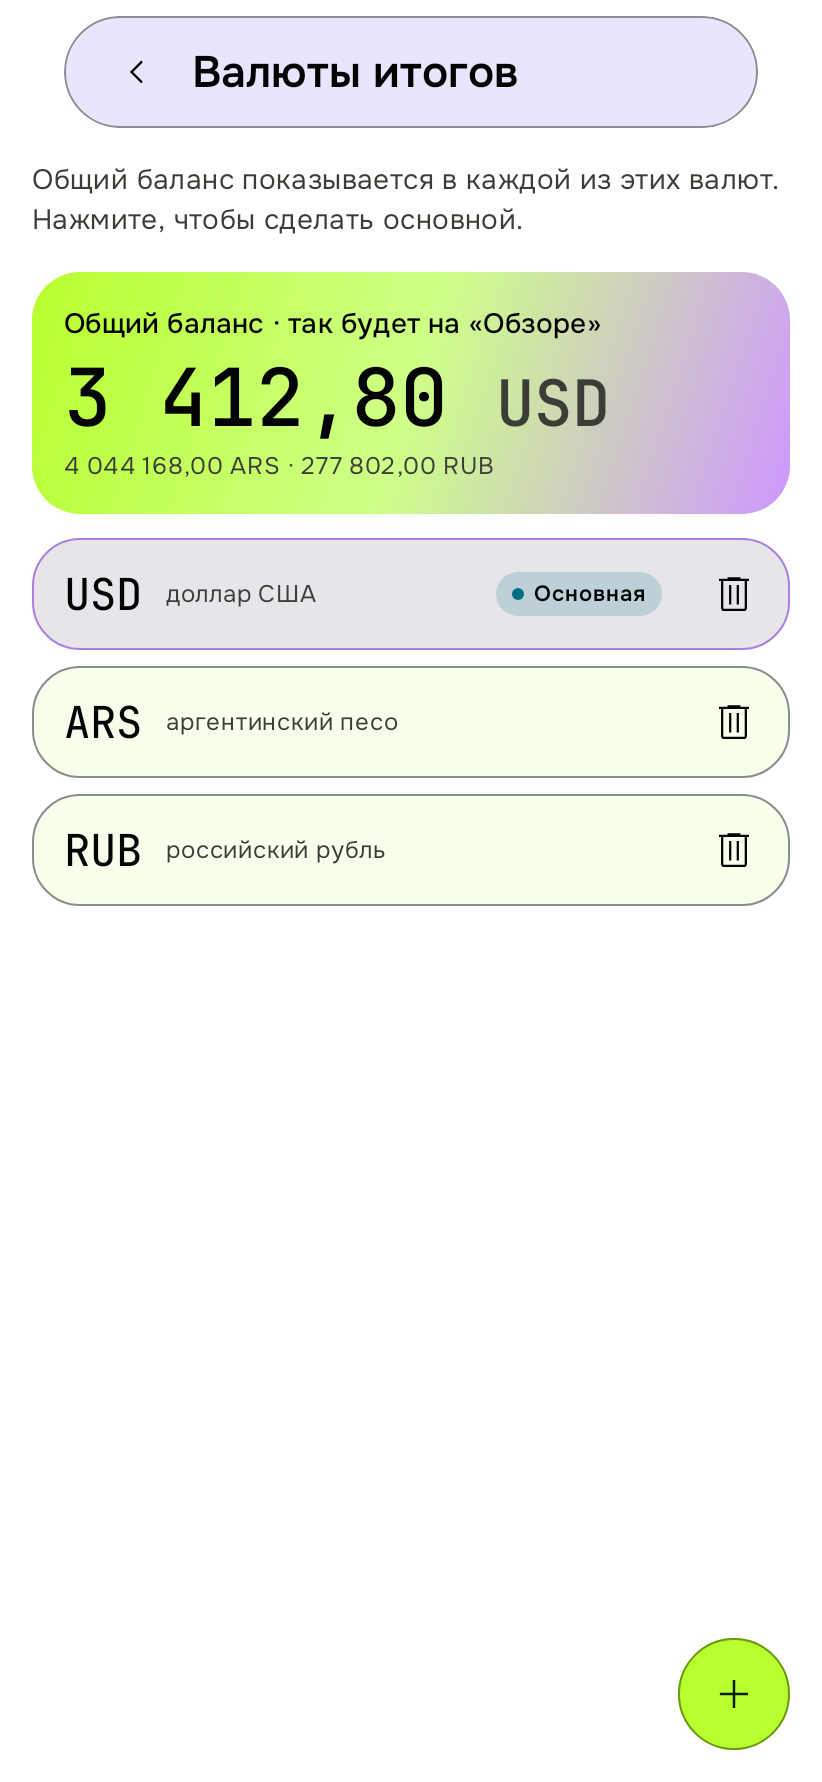 Валюты итогов
Общий баланс показывается в каждой из этих валют.
Нажмите, чтобы сделать основной.
Общий баланс · так будет на «Обзоре»
3 412,80 USD
4 044 168,00 ARS · 277 802,00 RUB
USD доллар США Основная
ARS аргентинский песо
RUB российский рубль